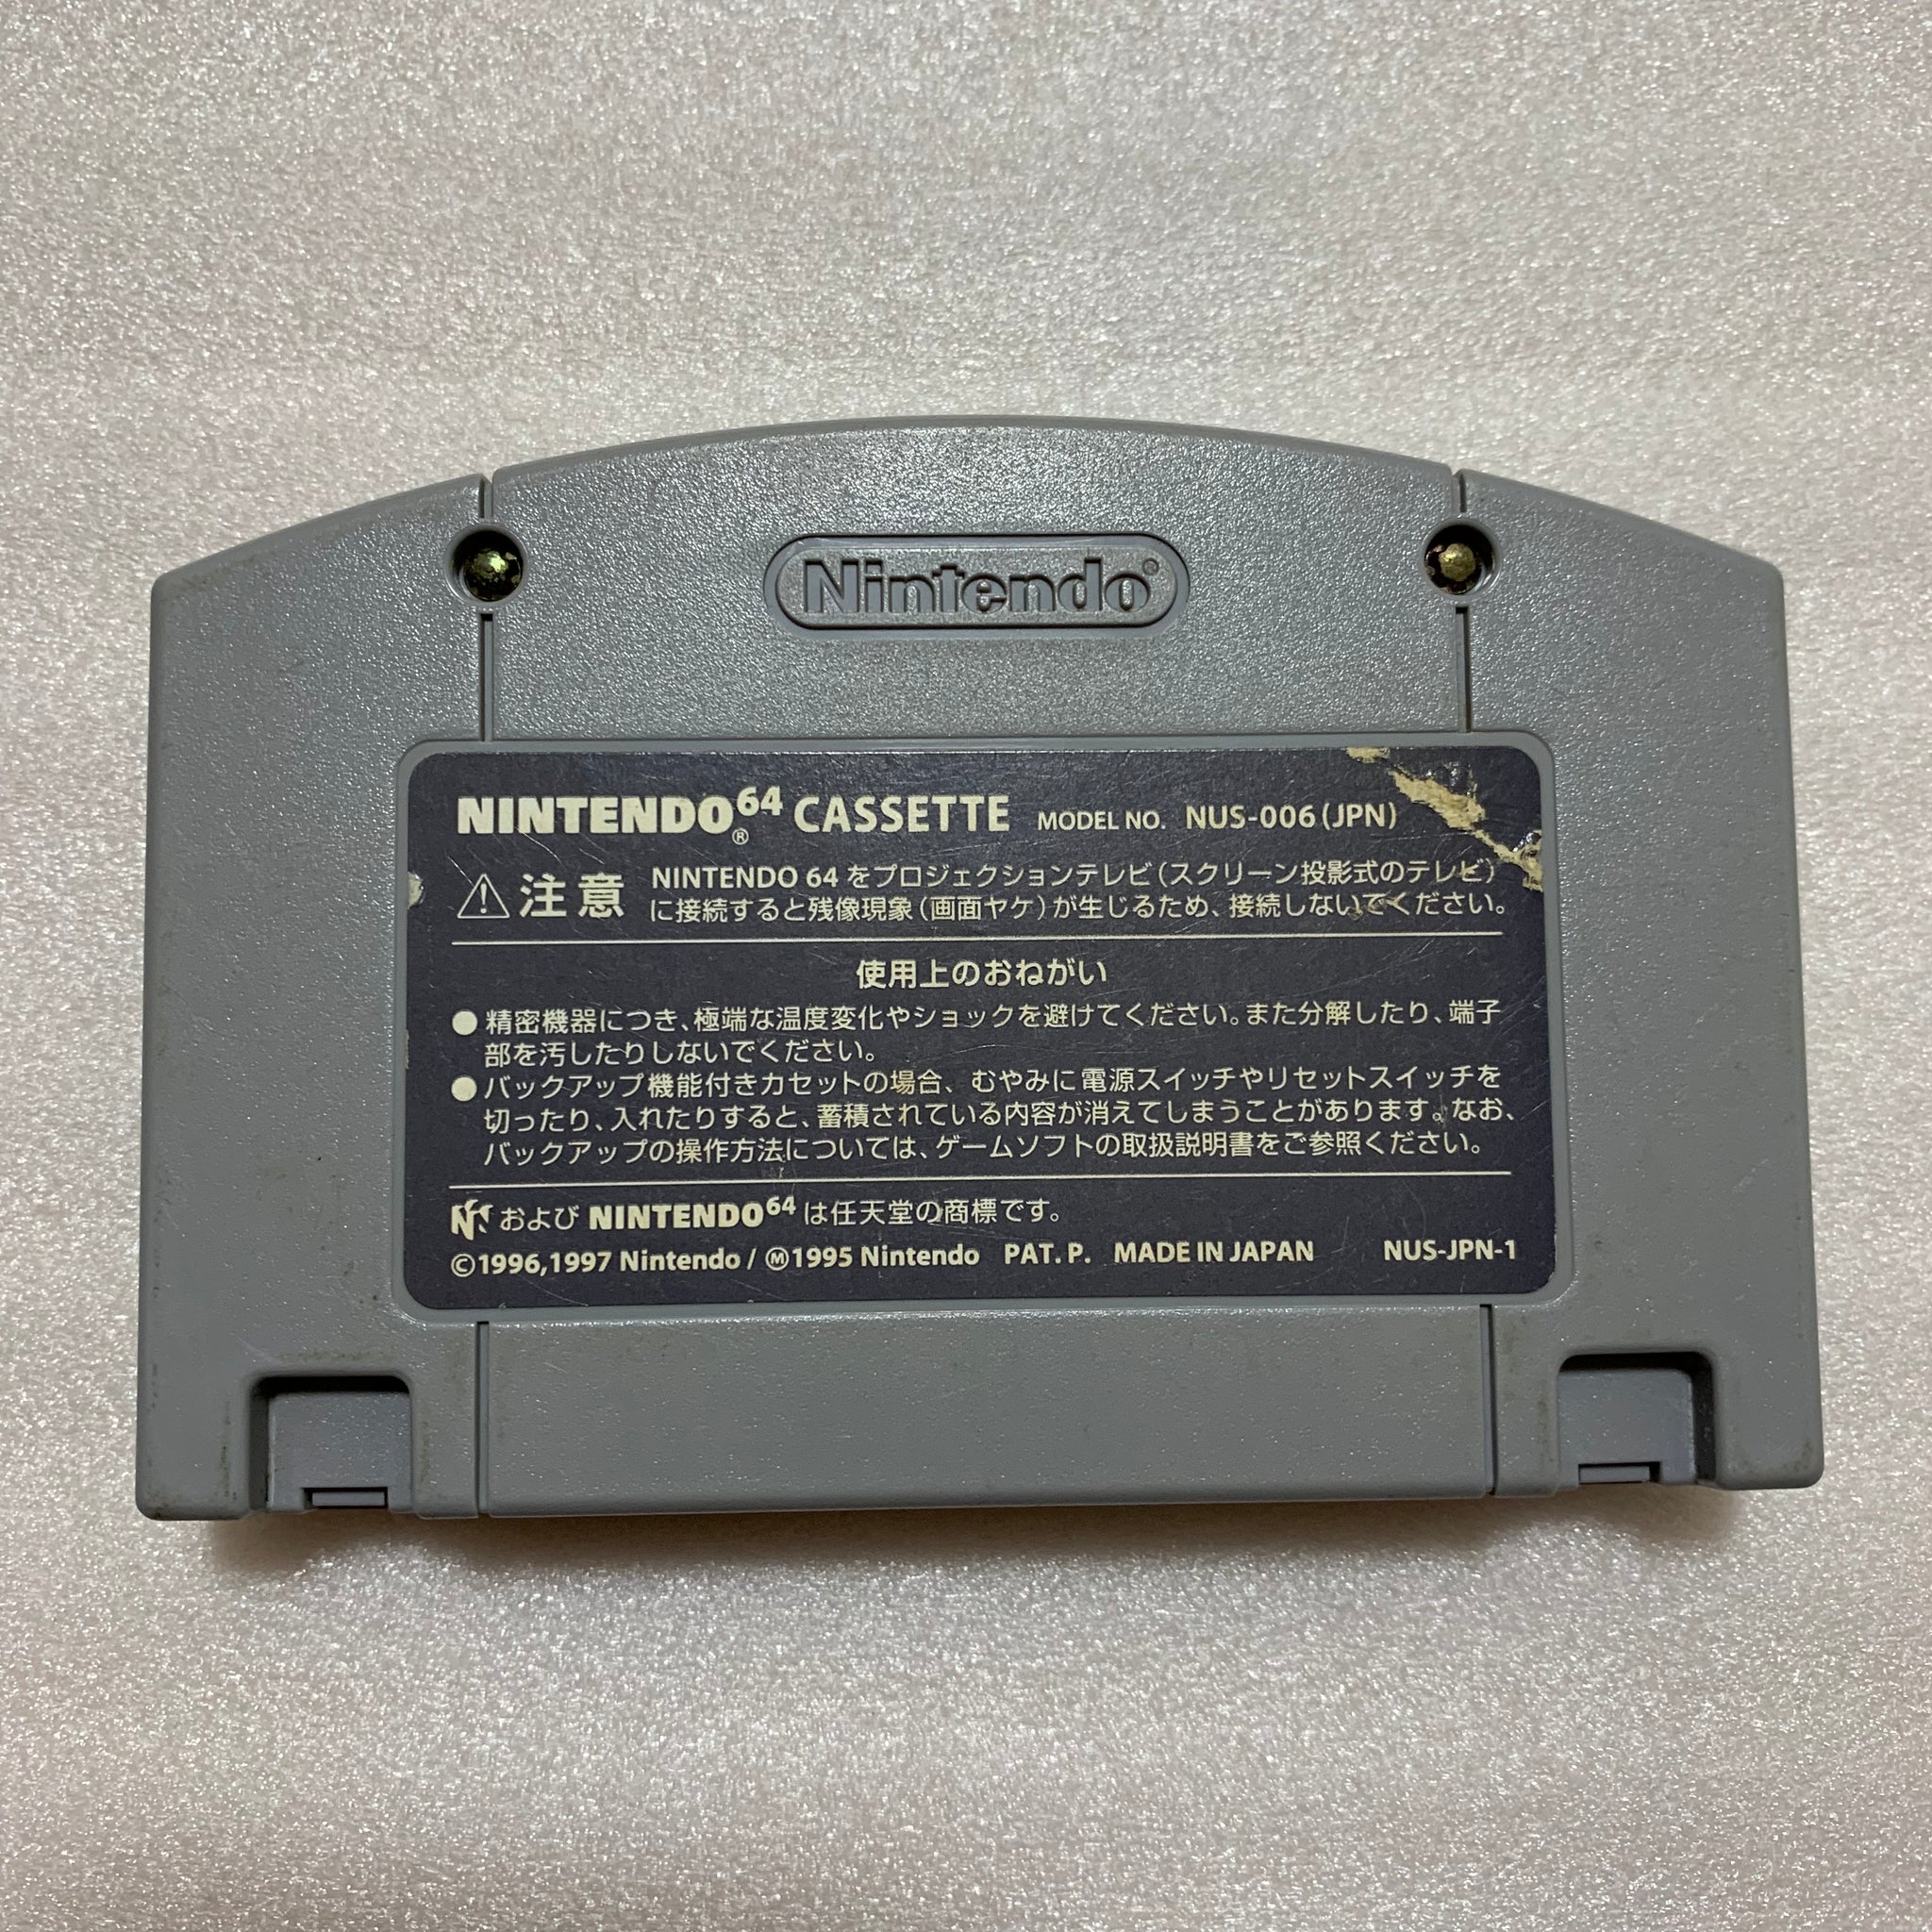 Nintendo®
NINTENDO64® CASSETTE MODEL NO. NUS-006(JPN)
⚠注意 NINTENDO 64 をプロジェクションテレビ(スクリーン投影式のテレビ)
に接続すると残像現象(画面ヤケ)が生じるため、接続しないでください。
使用上のおねがい
●精密機器につき、極端な温度変化やショックを避けてください。また分解したり、端子
部を汚したりしないでください。
●バックアップ機能付きカセットの場合、むやみに電源スイッチやリセットスイッチを
切ったり、入れたりすると、蓄積されている内容が消えてしまうことがあります。なお、
バックアップの操作方法については、ゲームソフトの取扱説明書をご参照ください。
N および NINTENDO64 は任天堂の商標です。
©1996,1997 Nintendo / Ⓜ1995 Nintendo PAT. P. MADE IN JAPAN NUS-JPN-1